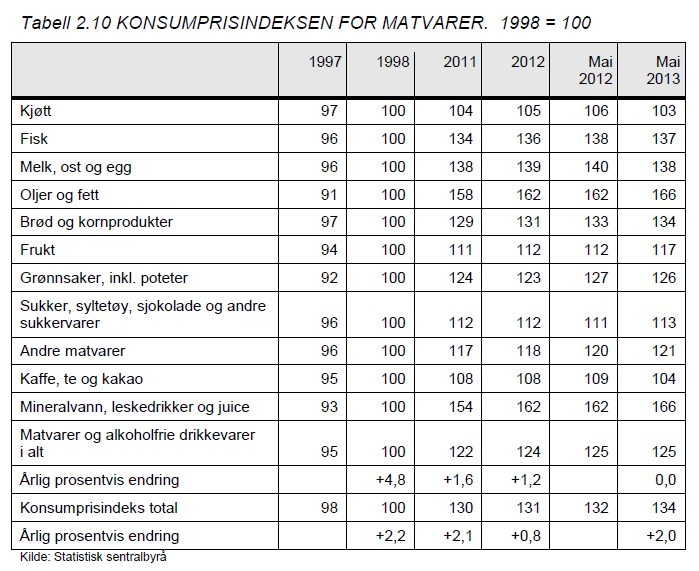 Tabell 2.10 KONSUMPRISINDEKSEN FOR MATVARER. 1998 = 100
1997 1998 2011 2012 Mai 2012 Mai 2013
Kjøtt 97 100 104 105 106 103
Fisk 96 100 134 136 138 137
Melk, ost og egg 96 100 138 139 140 138
Oljer og fett 91 100 158 162 162 166
Brød og kornprodukter 97 100 129 131 133 134
Frukt 94 100 111 112 112 117
Grønnsaker, inkl. poteter 92 100 124 123 127 126
Sukker, syltetøy, sjokolade og andre
sukkervarer 96 100 112 112 111 113
Andre matvarer 96 100 117 118 120 121
Kaffe, te og kakao 95 100 108 108 109 104
Mineralvann, leskedrikker og juice 93 100 154 162 162 166
Matvarer og alkoholfrie drikkevarer
i alt 95 100 122 124 125 125
Årlig prosentvis endring +4,8 +1,6 +1,2 0,0
Konsumprisindeks total 98 100 130 131 132 134
Årlig prosentvis endring +2,2 +2,1 +0,8 +2,0
Kilde: Statistisk sentralbyrå